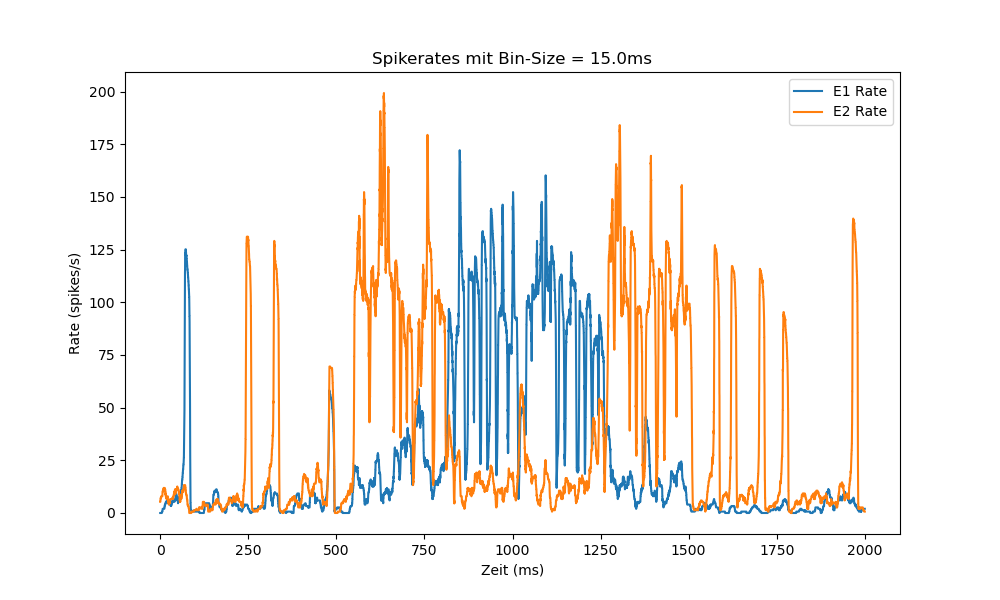 Spikerates mit Bin-Size = 15.0ms
E1 Rate
E2 Rate
200
175
150
125
100
75
50
25
0
Rate (spikes/s)
0 250 500 750 1000 1250 1500 1750 2000
Zeit (ms)